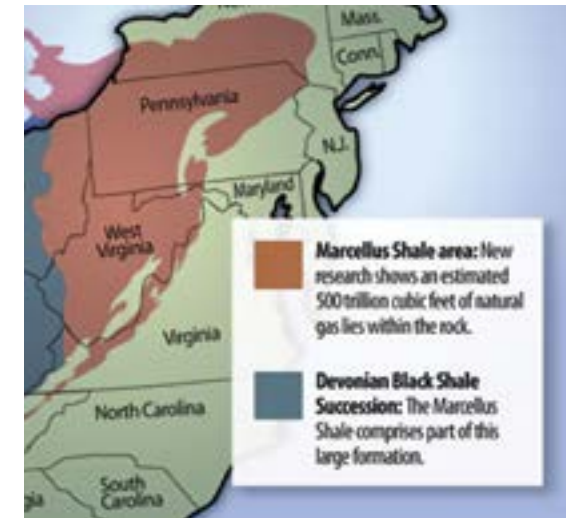 Mass.
Conn.
Pennsylvania
N.J.
Maryland
West
Virginia
Marcellus Shale area: New
research shows an estimated
500 trillion cubic feet of natural
gas lies within the rock.
Virginia
Devonian Black Shale
Succession: The Marcellus
Shale comprises part of this
large formation.
North Carolina
South
Carolina
gia